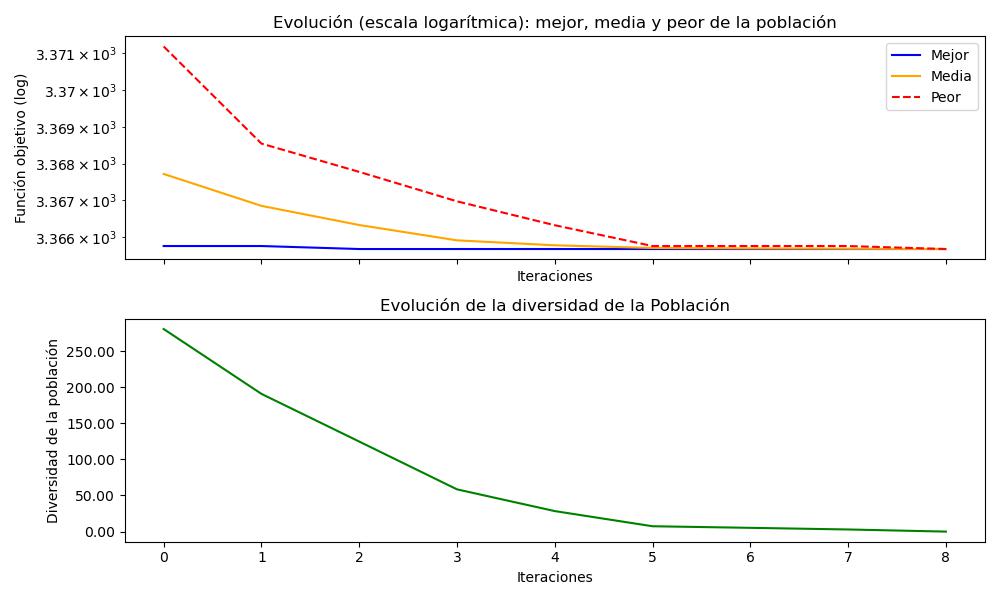 Evolución (escala logarítmica): mejor, media y peor de la población
Función objetivo (log)
3.371 × 10³
3.37 × 10³
3.369 × 10³
3.368 × 10³
3.367 × 10³
3.366 × 10³
Mejor
Media
Peor
Iteraciones
Evolución de la diversidad de la Población
Diversidad de la población
250.00
200.00
150.00
100.00
50.00
0.00
0 1 2 3 4 5 6 7 8
Iteraciones